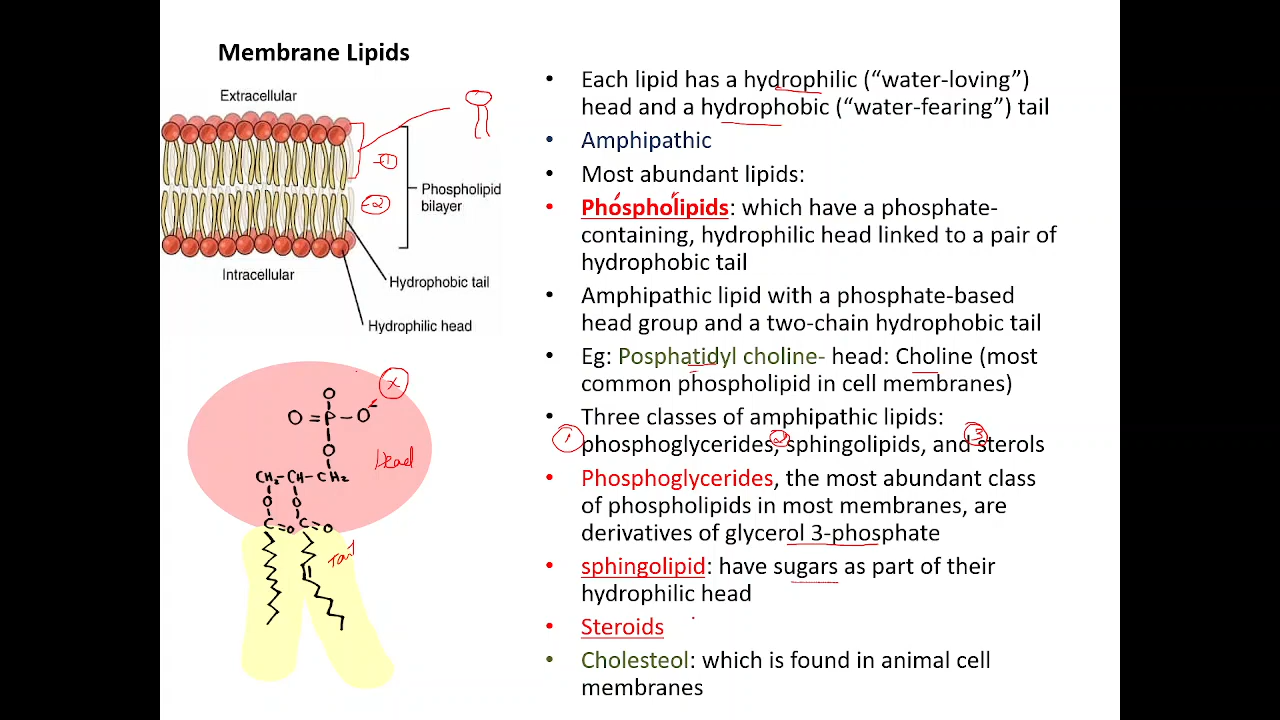 Membrane Lipids
Extracellular
1
2
Phospholipid
bilayer
Intracellular
Hydrophobic tail
Hydrophilic head
X
O
O=P-O-
O
Head
CH2-CH-CH2
O O
C=O C=O
Tail
• Each lipid has a hydrophilic (“water-loving”)
head and a hydrophobic (“water-fearing”) tail
• Amphipathic
• Most abundant lipids:
• Phospholipids: which have a phosphate-
containing, hydrophilic head linked to a pair of
hydrophobic tail
• Amphipathic lipid with a phosphate-based
head group and a two-chain hydrophobic tail
• Eg: Posphatidyl choline- head: Choline (most
common phospholipid in cell membranes)
• Three classes of amphipathic lipids:
1 phosphoglycerides, 2 sphingolipids, and 3 sterols
• Phosphoglycerides, the most abundant class
of phospholipids in most membranes, are
derivatives of glycerol 3-phosphate
• sphingolipid: have sugars as part of their
hydrophilic head
• Steroids
• Cholesteol: which is found in animal cell
membranes